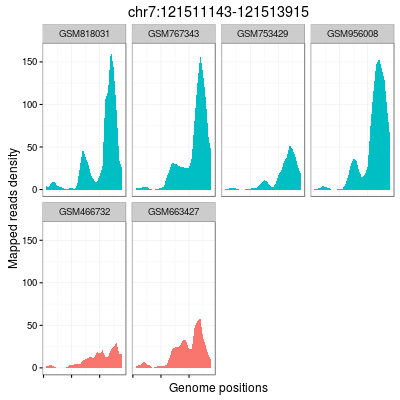 chr7:121511143-121513915
GSM818031 GSM767343 GSM753429 GSM956008
150
100
50
0
GSM466732 GSM663427
150
100
50
0
Mapped reads density
Genome positions